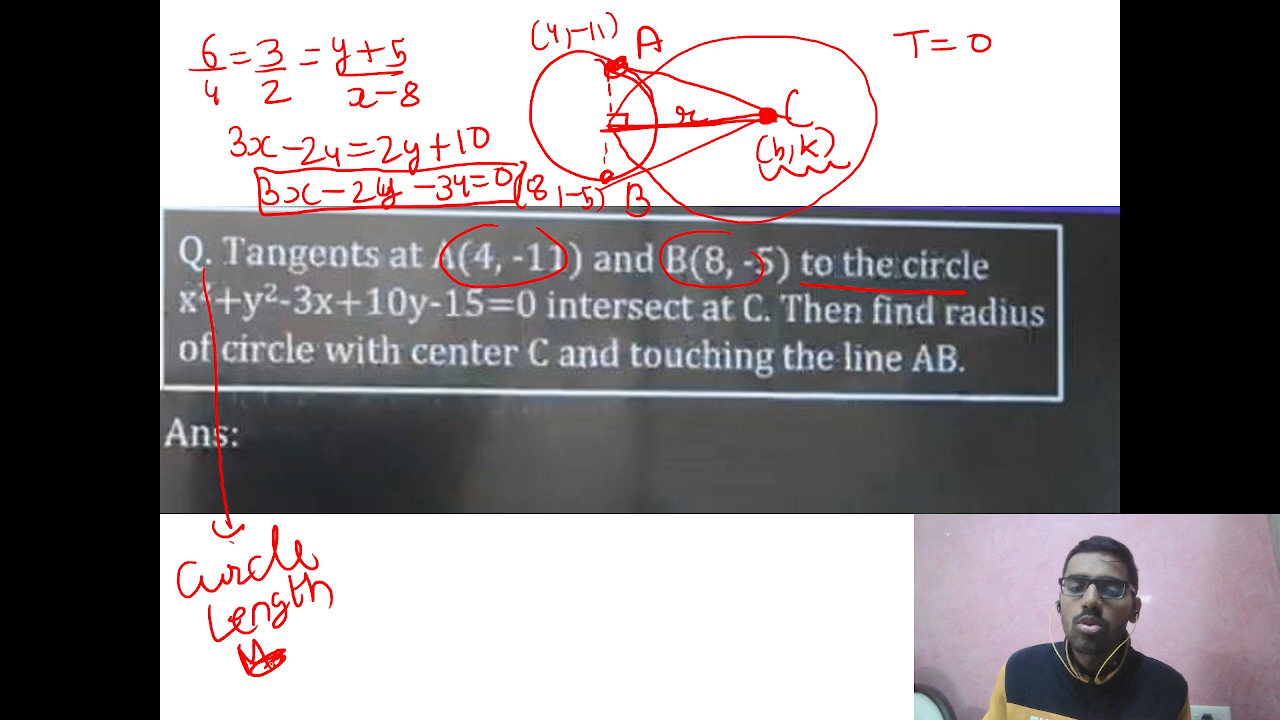 6/4 = 3/2 = y+5/x-8
3x-24=2y+10
3x-2y-34=0
(4,-11) A
r C
(h,k)
(8,-5) B
T=0
Q. Tangents at A(4, -11) and B(8, -5) to the circle
x²+y²-3x+10y-15=0 intersect at C. Then find radius
of circle with center C and touching the line AB.
Ans:
Circle
Length